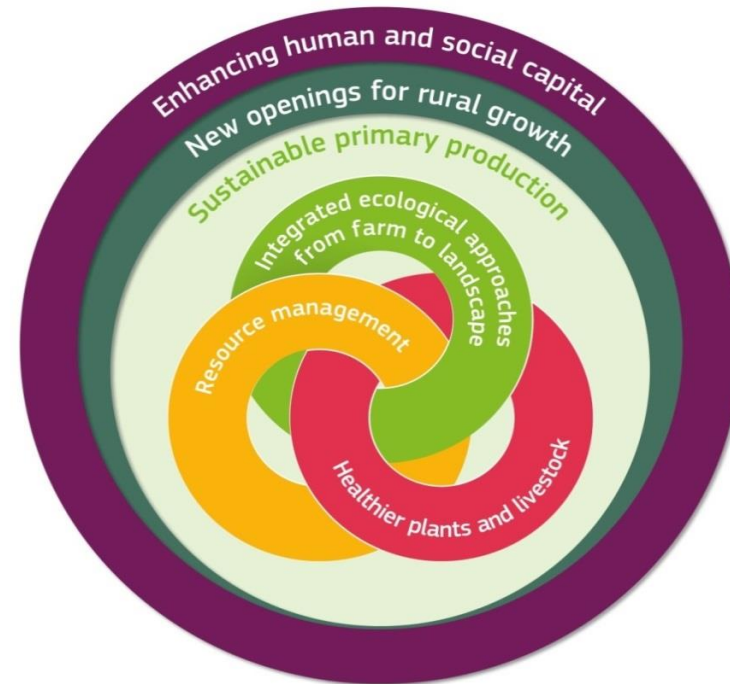 Enhancing human and social capital
New openings for rural growth
Sustainable primary production
Integrated ecological approaches
from farm to landscape
Resource management
Healthier plants and livestock